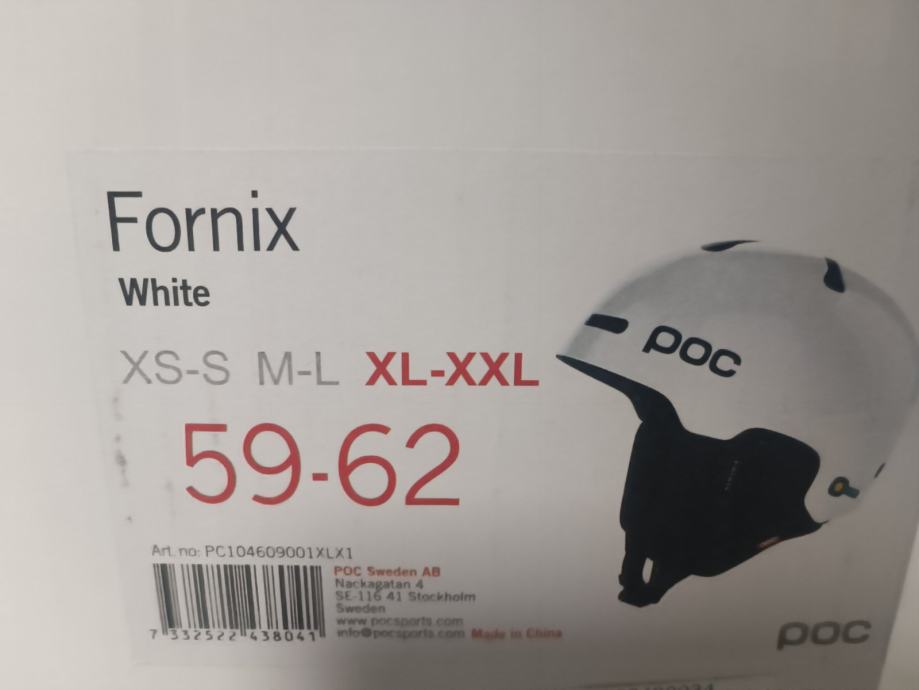 Fornix
White
XS-S M-L XL-XXL
59-62
poc
Art. no: PC104609001XLX1
7 332522 438041
POC Sweden AB
Nackagatan 4
SE-116 41 Stockholm
Sweden
www.pocsports.com
info@pocsports.com Made in China
poc